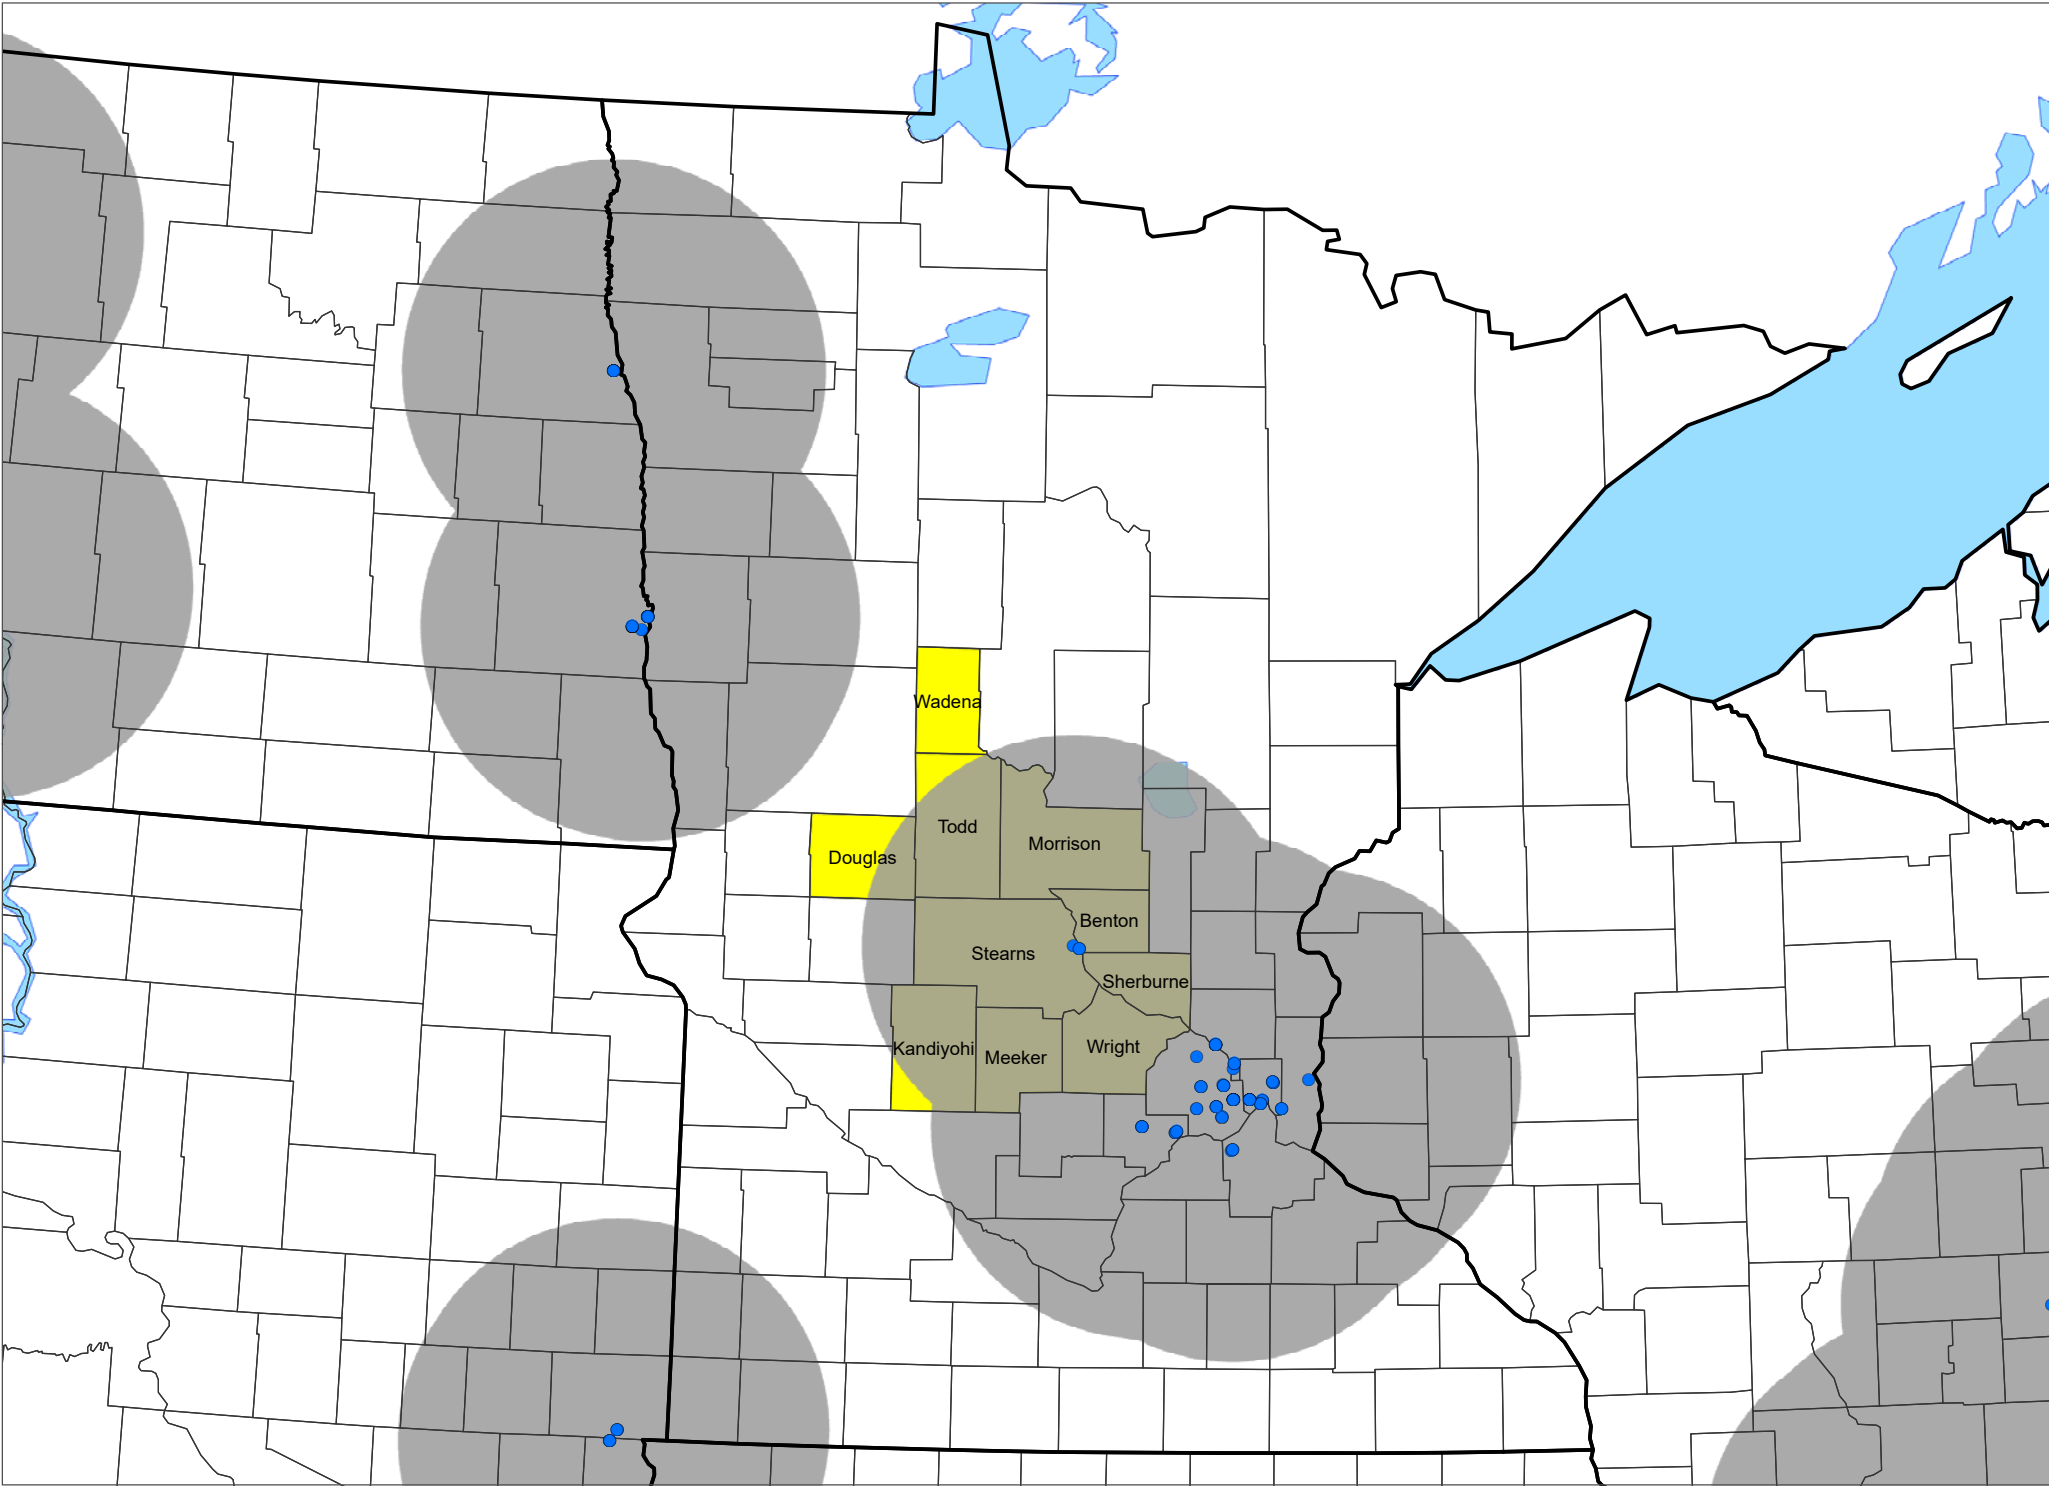 Wadena
Todd
Morrison
Douglas
Benton
Stearns
Sherburne
Kandiyohi
Meeker
Wright